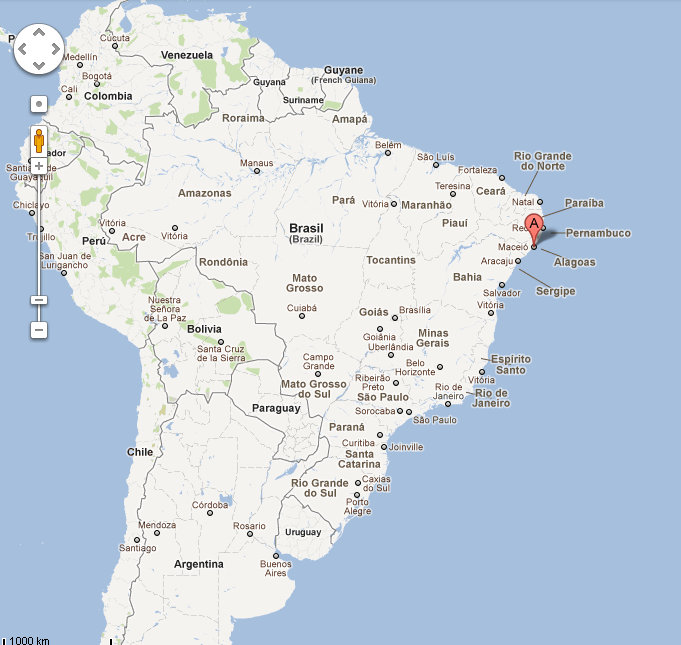 Cúcuta
Medellín
Venezuela
Bogotá
Cali
Colombia
Guyana
Guyane
(French Guiana)
Suriname
Roraima
Amapá
Santiago de
Guayaquil
Manaus
Belém
São Luís
Fortaleza
Rio Grande
do Norte
Teresina
Ceará
Natal
Paraíba
Amazonas
Pará
Vitória
Maranhão
Piauí
Pernambuco
A
Maceió
Alagoas
Aracaju
Sergipe
Chiclayo
Trujillo
Perú
Vitória
Acre
Vitória
San Juan de
Lurigancho
Brasil
(Brazil)
Rondônia
Tocantins
Bahia
Salvador
Vitória
Mato
Grosso
Cuiabá
Goiás
Brasília
Goiânia
Uberlândia
Minas
Gerais
Nuestra
Señora
de La Paz
Bolivia
Santa Cruz
de la Sierra
Campo
Grande
Mato Grosso
do Sul
Belo
Horizonte
Espírito
Santo
Vitória
Ribeirão
Preto
São Paulo
Rio de
Janeiro
Rio de
Janeiro
Sorocaba
São Paulo
Paraguay
Paraná
Curitiba
Joinville
Santa
Catarina
Chile
Rio Grande
do Sul
Caxias
do Sul
Porto
Alegre
Córdoba
Mendoza
Rosario
Uruguay
Santiago
Argentina
Buenos
Aires
1000 km